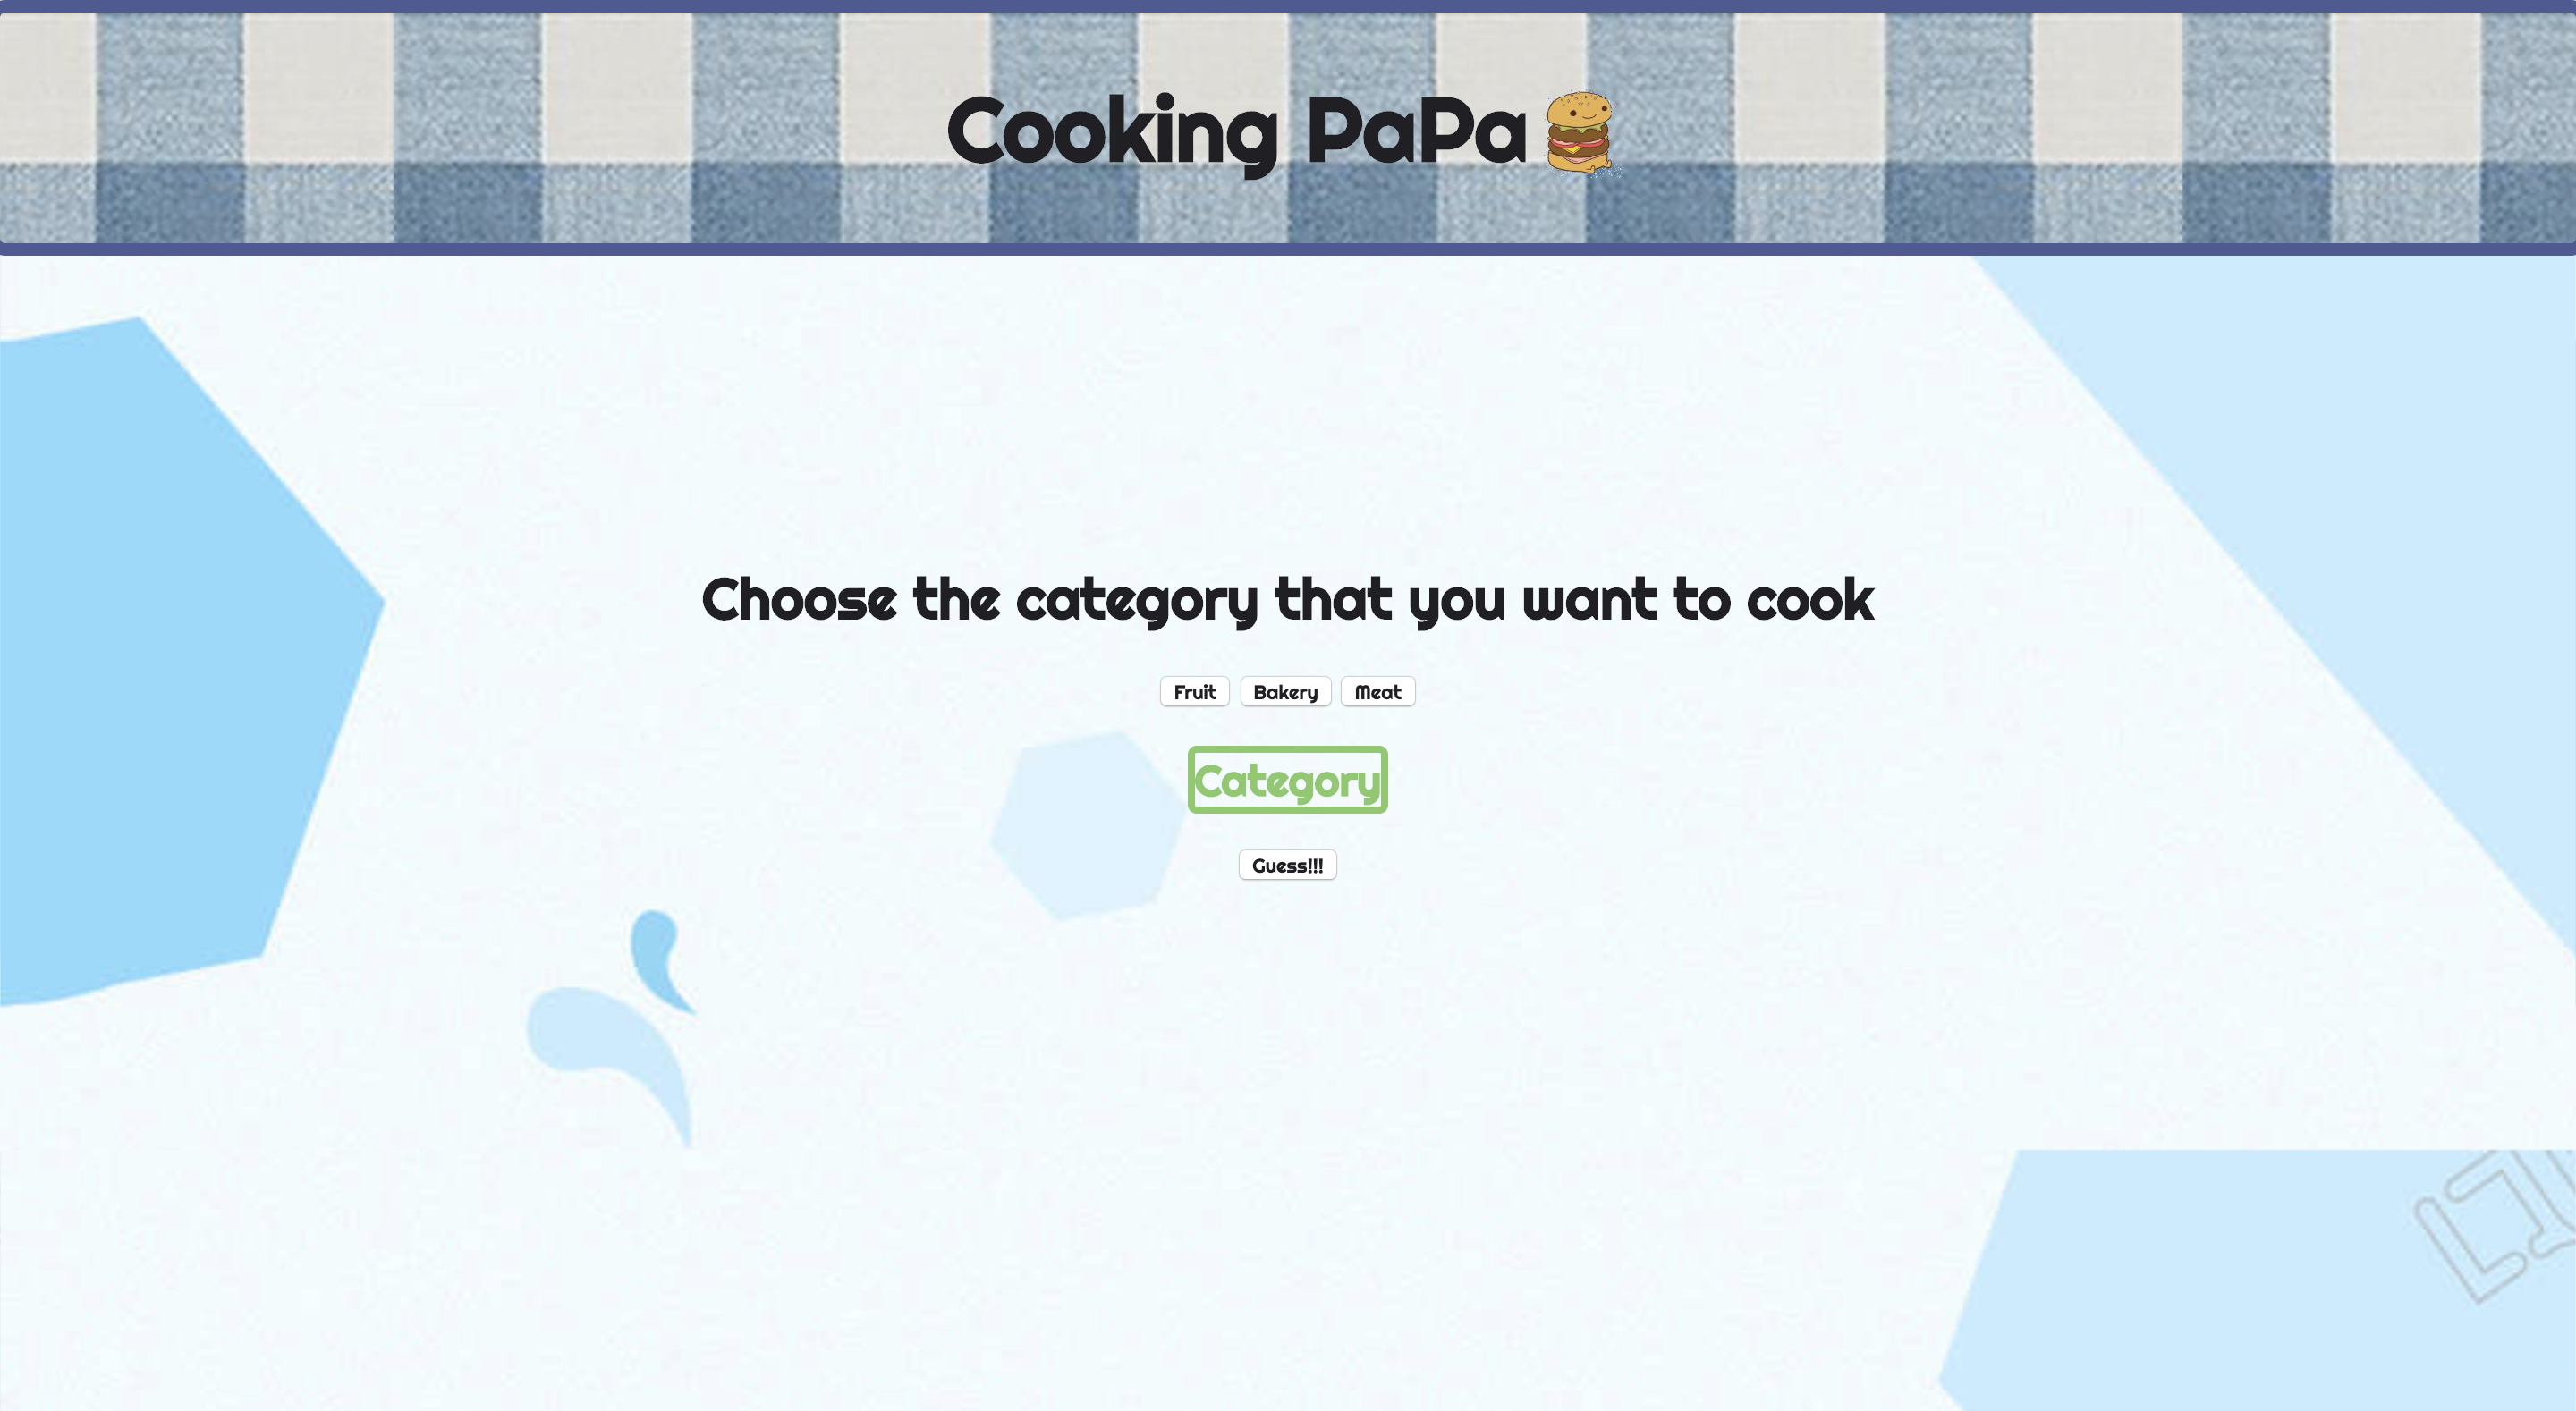 Cooking PaPa
Choose the category that you want to cook
Fruit Bakery Meat
Category
Guess!!!